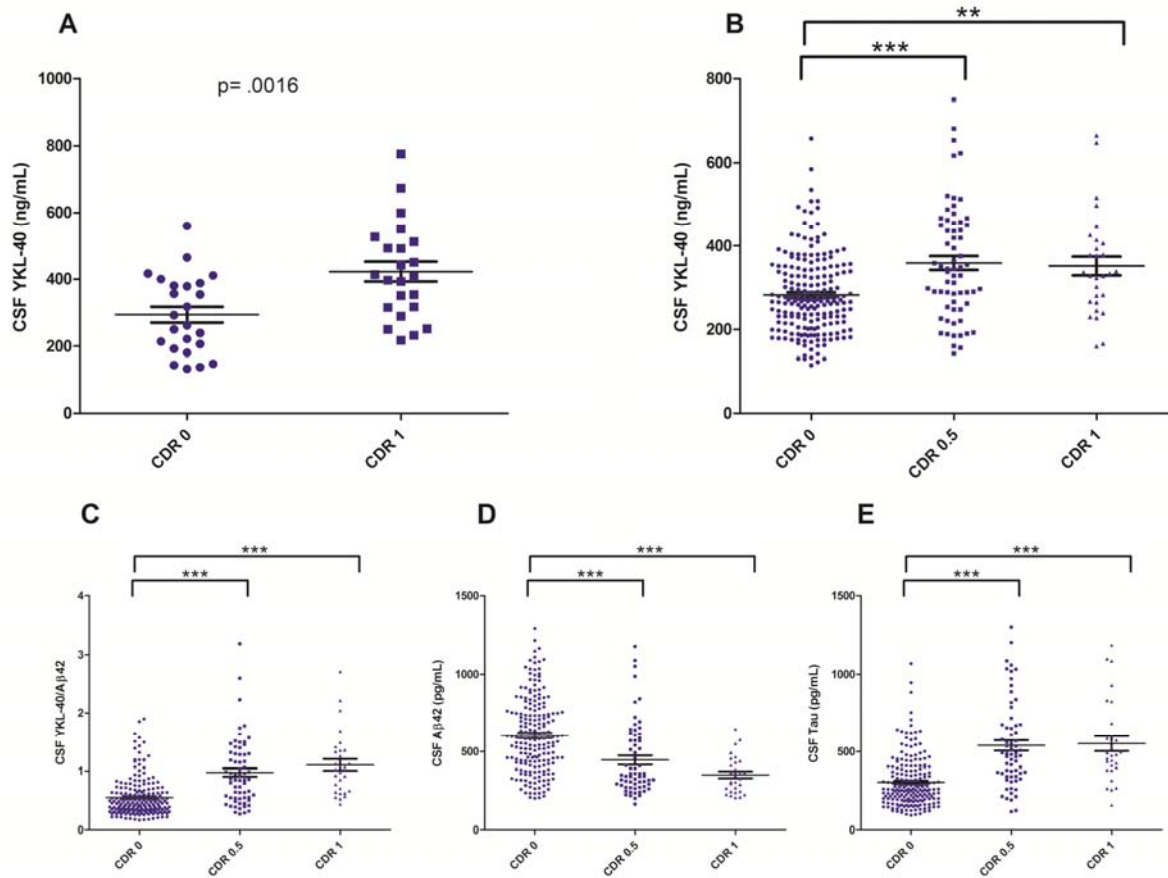 A
p= .0016
CSF YKL-40 (ng/mL)
1000
800
600
400
200
0
CDR 0
CDR 1
B
**
***
CSF YKL-40 (ng/mL)
800
600
400
200
0
CDR 0
CDR 0.5
CDR 1
C
***
***
CSF YKL-40/Aβ42
4
3
2
1
0
CDR 0
CDR 0.5
CDR 1
D
***
***
CSF Aβ42 (pg/mL)
1500
1000
500
0
CDR 0
CDR 0.5
CDR 1
E
***
***
CSF Tau (pg/mL)
1500
1000
500
0
CDR 0
CDR 0.5
CDR 1